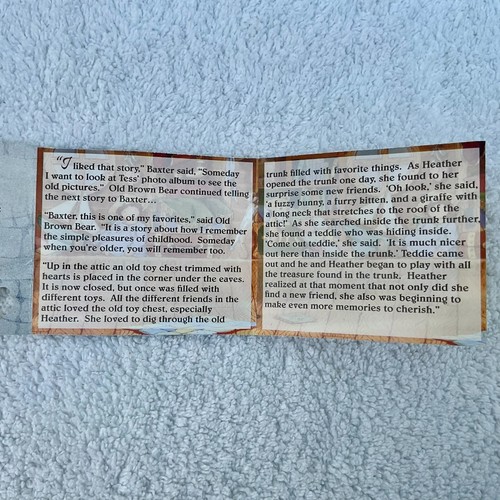 "I liked that story," Baxter said, "Someday
I want to look at Tess' photo album to see the
old pictures." Old Brown Bear continued telling
the next story to Baxter...
"Baxter, this is one of my favorites," said Old
Brown Bear. "It is a story about how I remember
the simple pleasures of childhood. Someday
when you're older, you will remember too.
"Up in the attic an old toy chest trimmed with
hearts is placed in the corner under the eaves.
It is now closed, but once was filled with
different toys. All the different friends in the
attic loved the old toy chest, especially
Heather. She loved to dig through the old
trunk filled with favorite things. As Heather
opened the trunk one day, she found to her
surprise some new friends. 'Oh look,' she said,
'a fuzzy bunny, a furry kitten, and a giraffe with
a long neck that stretches to the roof of the
attic!' As she searched inside the trunk further,
she found a teddie who was hiding inside.
'Come out teddie,' she said. 'It is much nicer
out here than inside the trunk.' Teddie came
out and he and Heather began to play with all
the treasure found in the trunk. Heather
realized at that moment that not only did she
find a new friend, she also was beginning to
make even more memories to cherish."